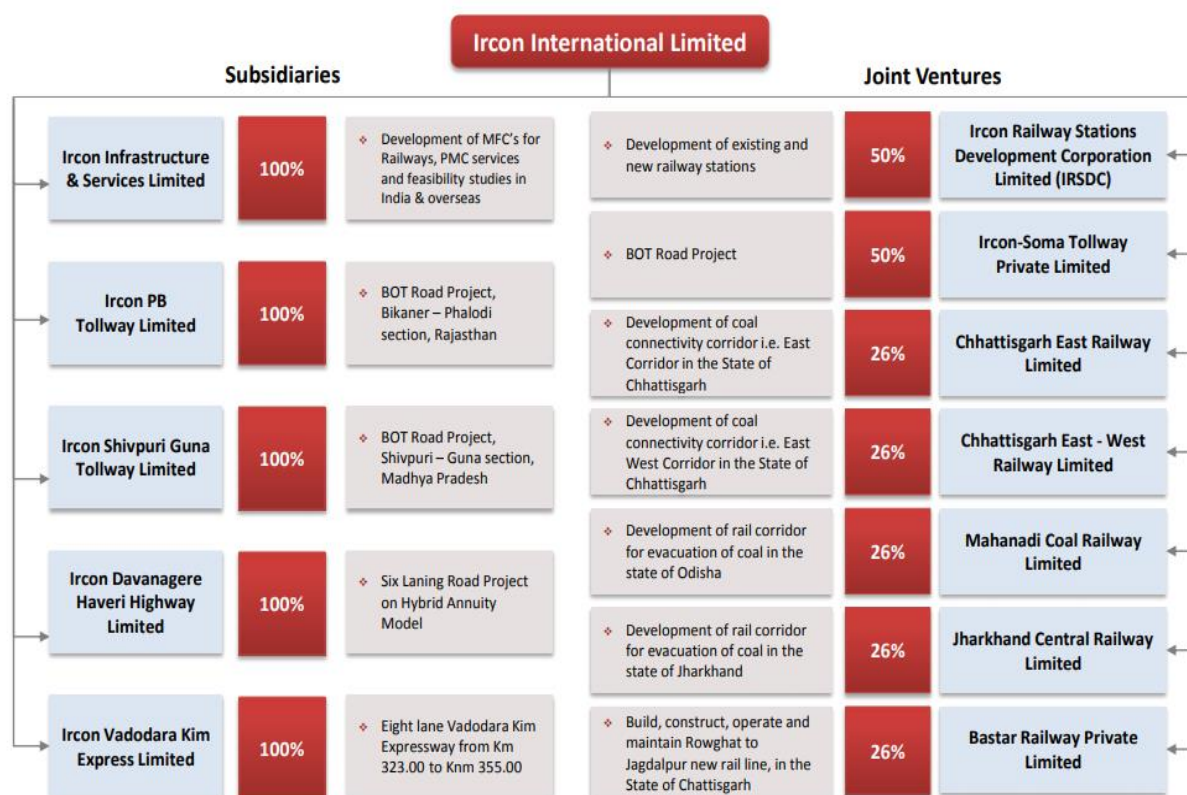 Ircon International Limited
Subsidiaries
Joint Ventures
Ircon Infrastructure
& Services Limited
100%
❖ Development of MFC's for
Railways, PMC services
and feasibility studies in
India & overseas
Ircon PB
Tollway Limited
100%
❖ BOT Road Project,
Bikaner – Phalodi
section, Rajasthan
Ircon Shivpuri Guna
Tollway Limited
100%
❖ BOT Road Project,
Shivpuri – Guna section,
Madhya Pradesh
Ircon Davanagere
Haveri Highway
Limited
100%
❖ Six Laning Road Project
on Hybrid Annuity
Model
Ircon Vadodara Kim
Express Limited
100%
❖ Eight lane Vadodara Kim
Expressway from Km
323.00 to Knm 355.00
❖ Development of existing and
new railway stations
50%
Ircon Railway Stations
Development Corporation
Limited (IRSDC)
❖ BOT Road Project
50%
Ircon-Soma Tollway
Private Limited
❖ Development of coal
connectivity corridor i.e. East
Corridor in the State of
Chhattisgarh
26%
Chhattisgarh East Railway
Limited
❖ Development of coal
connectivity corridor i.e. East
West Corridor in the State of
Chhattisgarh
26%
Chhattisgarh East - West
Railway Limited
❖ Development of rail corridor
for evacuation of coal in the
state of Odisha
26%
Mahanadi Coal Railway
Limited
❖ Development of rail corridor
for evacuation of coal in the
state of Jharkhand
26%
Jharkhand Central Railway
Limited
❖ Build, construct, operate and
maintain Rowghat to
Jagdalpur new rail line, in the
State of Chattisgarh
26%
Bastar Railway Private
Limited